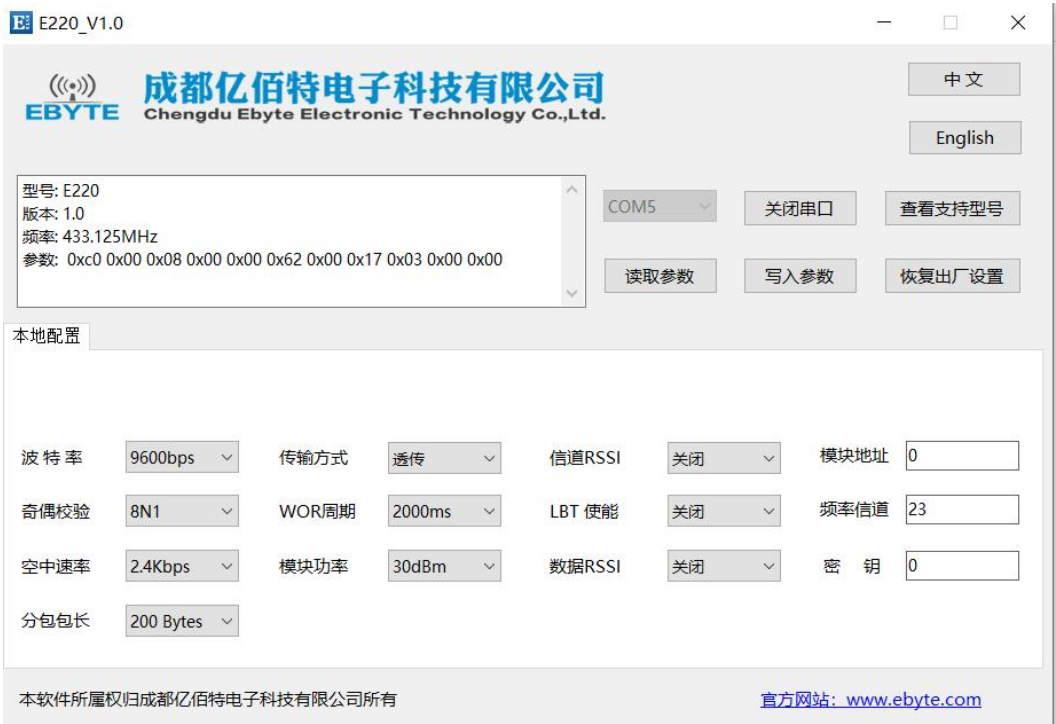 E220_V1.0
EBYTE
成都亿佰特电子科技有限公司
Chengdu Ebyte Electronic Technology Co.,Ltd.
中 文
English
型号: E220
版本: 1.0
频率: 433.125MHz
参数: 0xc0 0x00 0x08 0x00 0x00 0x62 0x00 0x17 0x03 0x00 0x00
COM5 关闭串口 查看支持型号
读取参数 写入参数 恢复出厂设置
本地配置
波 特 率 9600bps 传输方式 透传 信道RSSI 关闭 模块地址 0
奇偶校验 8N1 WOR周期 2000ms LBT 使能 关闭 频率信道 23
空中速率 2.4Kbps 模块功率 30dBm 数据RSSI 关闭 密 钥 0
分包包长 200 Bytes
本软件所属权归成都亿佰特电子科技有限公司所有 官方网站：www.ebyte.com